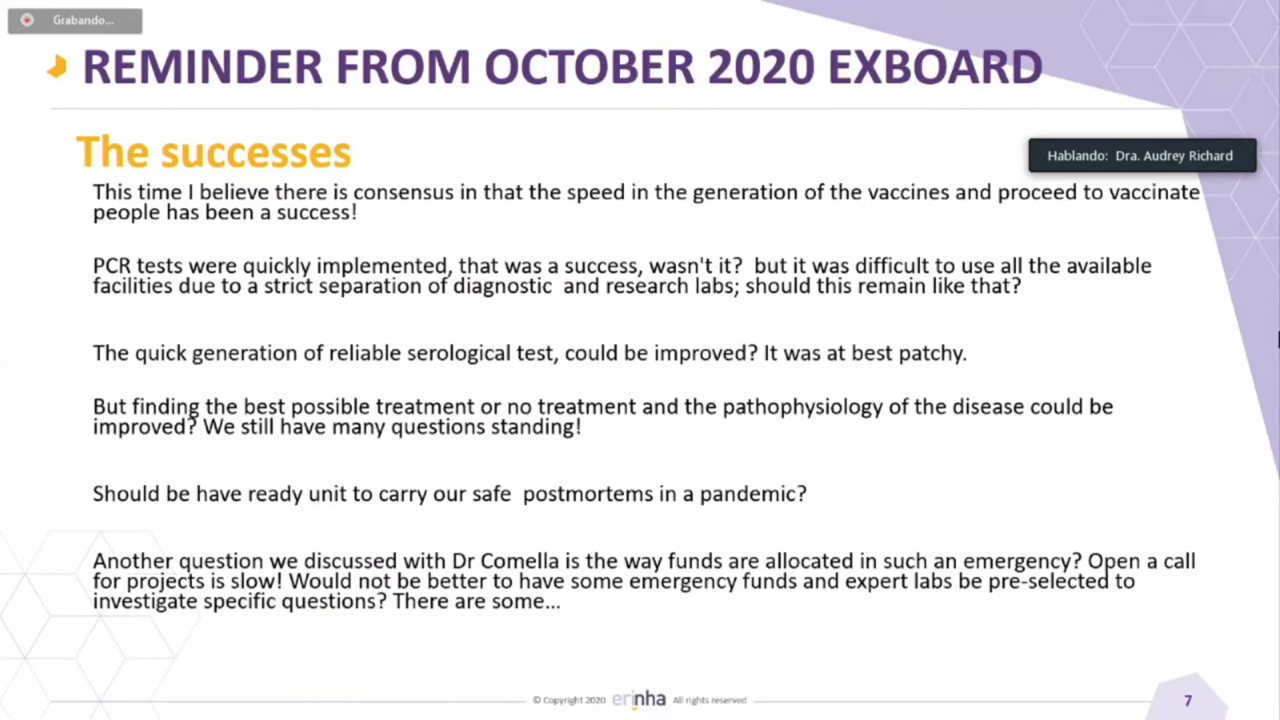 Grabando...
REMINDER FROM OCTOBER 2020 EXBOARD
The successes
Hablando: Dra. Audrey Richard
This time I believe there is consensus in that the speed in the generation of the vaccines and proceed to vaccinate
people has been a success!
PCR tests were quickly implemented, that was a success, wasn't it? but it was difficult to use all the available
facilities due to a strict separation of diagnostic and research labs; should this remain like that?
The quick generation of reliable serological test, could be improved? It was at best patchy.
But finding the best possible treatment or no treatment and the pathophysiology of the disease could be
improved? We still have many questions standing!
Should be have ready unit to carry our safe postmortems in a pandemic?
Another question we discussed with Dr Comella is the way funds are allocated in such an emergency? Open a call
for projects is slow! Would not be better to have some emergency funds and expert labs be pre-selected to
investigate specific questions? There are some...
© Copyright 2020 erinha All rights reserved
7